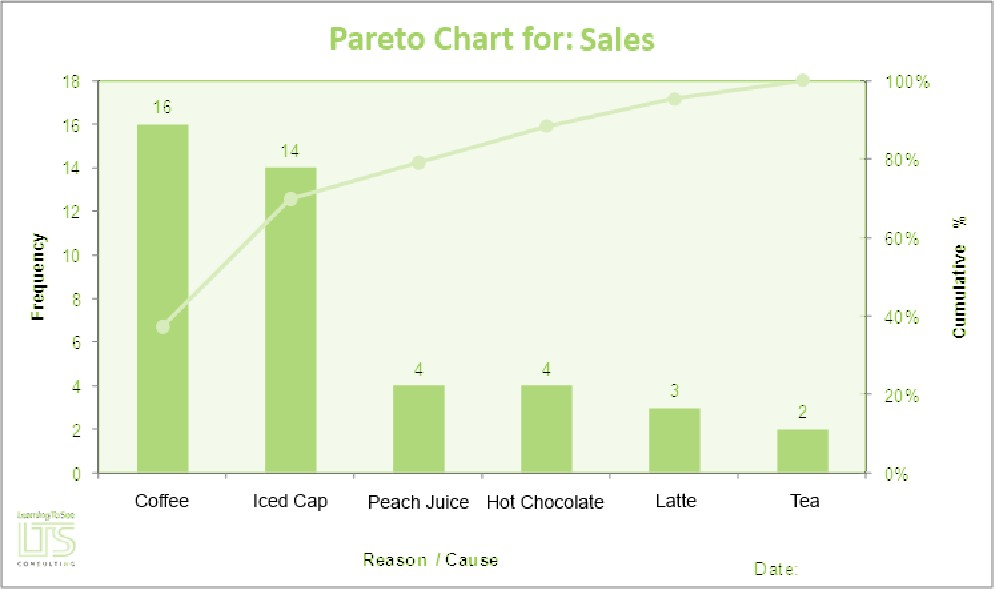 Pareto Chart for: Sales
18
16
14
12
10
8
6
4
2
0
100%
80%
60%
40%
20%
0%
Frequency
Cumulative %
16
14
4
4
3
2
Coffee
Iced Cap
Peach Juice
Hot Chocolate
Latte
Tea
Reason / Cause
Date:
LearningToSee
LTS
CONSULTING